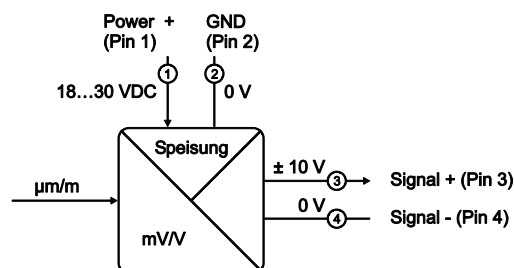 Power +
(Pin 1)
GND
(Pin 2)
1
2
18...30 VDC
0 V
Speisung
µm/m
mV/V
± 10 V
3
Signal + (Pin 3)
0 V
4
Signal - (Pin 4)